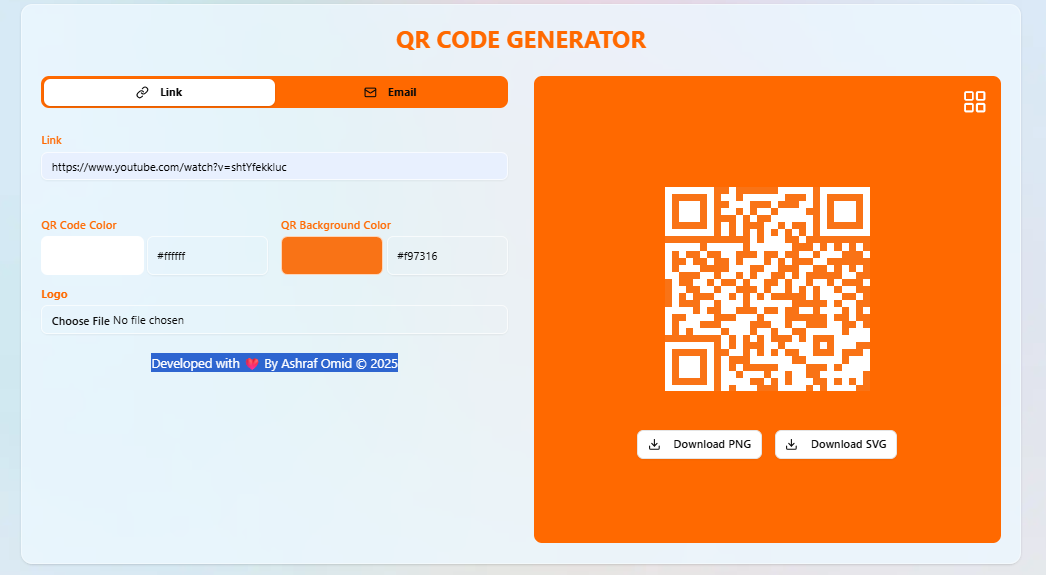 QR CODE GENERATOR
Link
Email
Link
https://www.youtube.com/watch?v=shtYfekkluc
QR Code Color
QR Background Color
#ffffff
#f97316
Logo
Choose File No file chosen
Developed with 💗 By Ashraf Omid © 2025
Download PNG
Download SVG